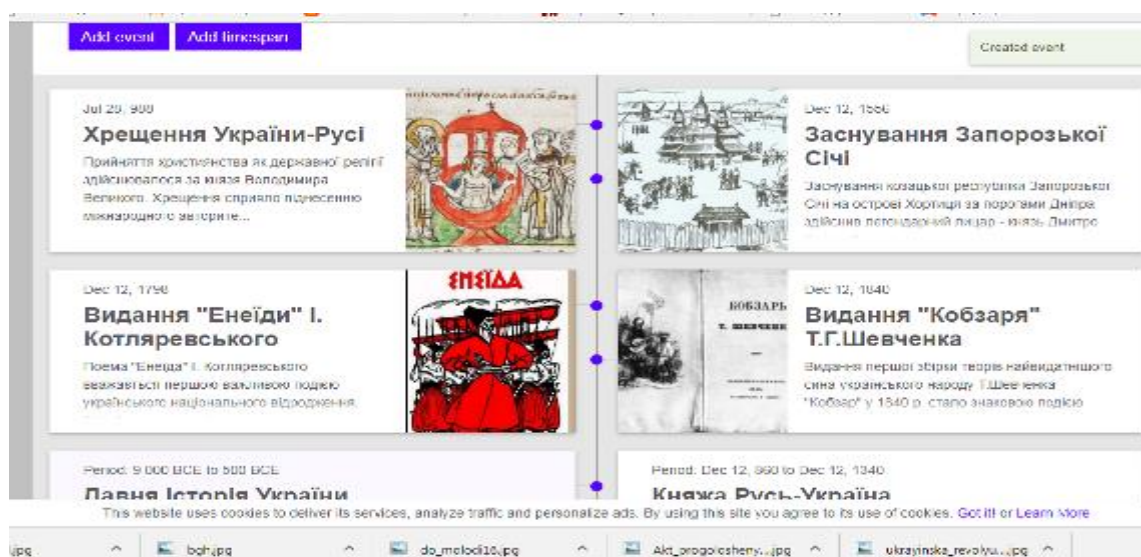 Add event Add timespan
Created event
Jul 28, 988
Хрещення України-Русі
Прийняття християнства як державної релігії
здійснювалося за князя Володимира
Великого. Хрещення сприяло піднесенню
міжнародного авторите...
Dec 12, 1556
Заснування Запорозької
Січі
Заснування козацької республіки Запорозької
Січі на острові Хортиця за порогами Дніпра
здійснив легендарний лицар - князь Дмитро
Dec 12, 1798
Видання "Енеїди" І.
Котляревського
Поема "Енеїда" І. Котляревського
вважається першою важливою подією
українського національного відродження.
ЕНЕЇДА
КОБЗАРЬ
Т. ШЕВЧЕНКА
Dec 12, 1840
Видання "Кобзаря"
Т.Г.Шевченка
Видання першої збірки творів найвидатнішого
сина українського народу Т.Шевченка
"Кобзар" у 1840 р. стало знаковою подією
Period: 9 000 BCE to 500 BCE
Давня Історія України
Period: Dec 12, 860 to Dec 12, 1340
Княжа Русь-Україна
This website uses cookies to deliver its services, analyze traffic and personalize ads. By using this site you agree to its use of cookies. Got it! or Learn More
.jpg bgh.jpg do_molodi16.jpg Akt_progolosheny....jpg ukrayinska_revolyu....jpg